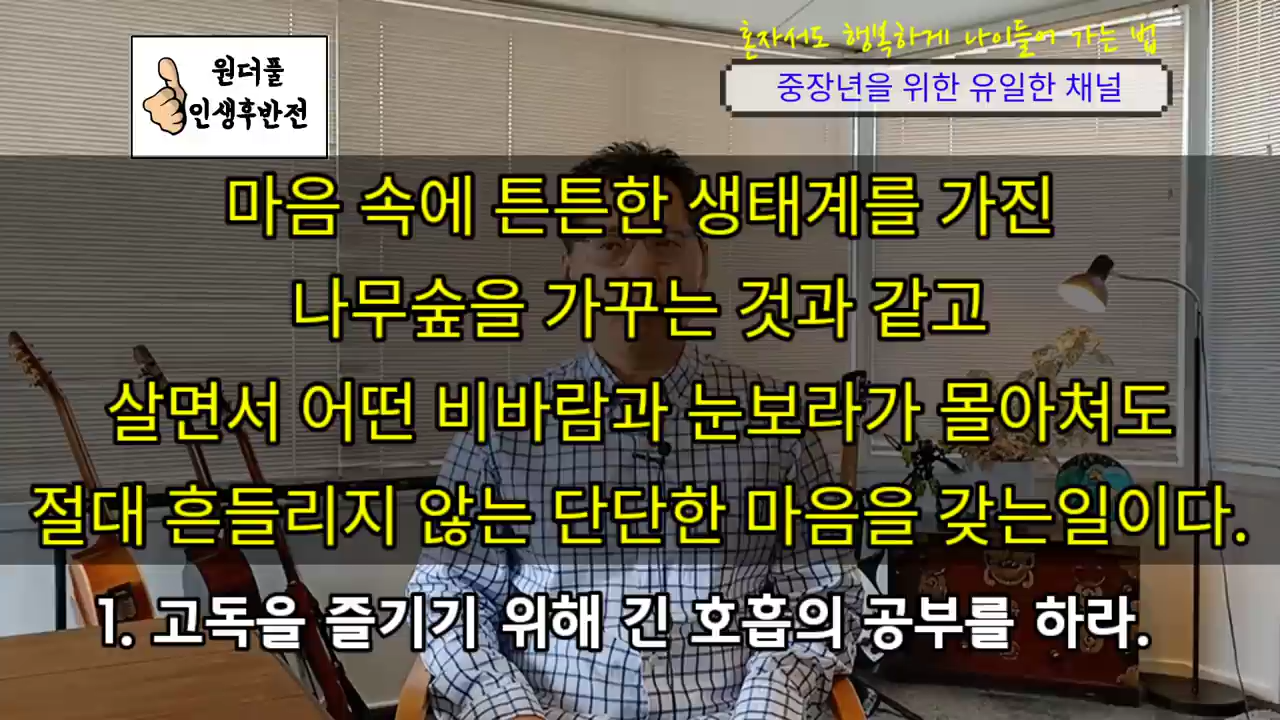 원더풀
인생후반전
혼자서도 행복하게 나이들어 가는 법
중장년을 위한 유일한 채널
마음 속에 튼튼한 생태계를 가진
나무숲을 가꾸는 것과 같고
살면서 어떤 비바람과 눈보라가 몰아쳐도
절대 흔들리지 않는 단단한 마음을 갖는일이다.
1. 고독을 즐기기 위해 긴 호흡의 공부를 하라.